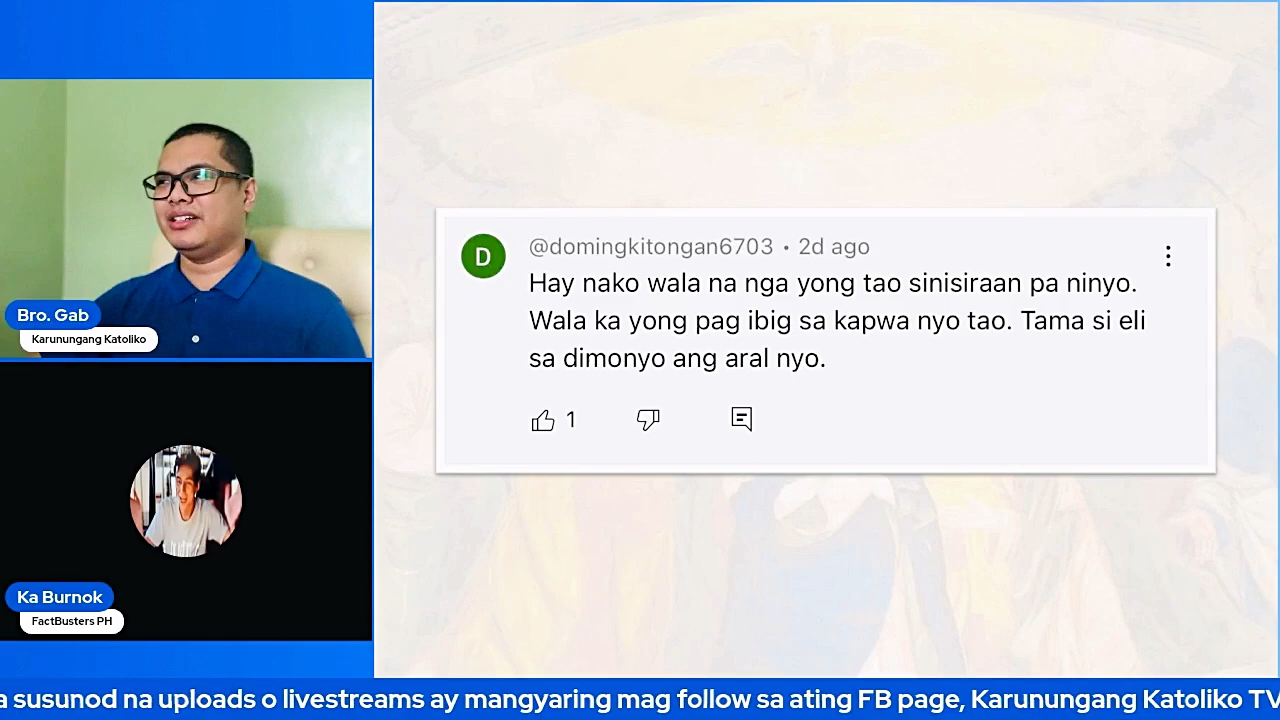 Bro. Gab
Karunungang Katoliko
Ka Burnok
FactBusters PH
D
@domingkitongan6703 • 2d ago
Hay nako wala na nga yong tao sinisiraan pa ninyo.
Wala ka yong pag ibig sa kapwa nyo tao. Tama si eli
sa dimonyo ang aral nyo.
1
a susunod na uploads o livestreams ay mangyaring mag follow sa ating FB page, Karunungang Katoliko TV